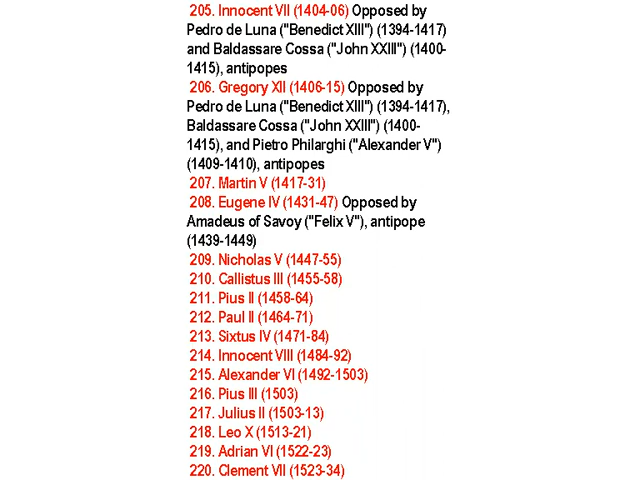 205. Innocent VII (1404-06) Opposed by
Pedro de Luna ("Benedict XIII") (1394-1417)
and Baldassare Cossa ("John XXIII") (1400-
1415), antipopes
206. Gregory XII (1406-15) Opposed by
Pedro de Luna ("Benedict XIII") (1394-1417),
Baldassare Cossa ("John XXIII") (1400-
1415), and Pietro Philarghi ("Alexander V")
(1409-1410), antipopes
207. Martin V (1417-31)
208. Eugene IV (1431-47) Opposed by
Amadeus of Savoy ("Felix V"), antipope
(1439-1449)
209. Nicholas V (1447-55)
210. Callistus III (1455-58)
211. Pius II (1458-64)
212. Paul II (1464-71)
213. Sixtus IV (1471-84)
214. Innocent VIII (1484-92)
215. Alexander VI (1492-1503)
216. Pius III (1503)
217. Julius II (1503-13)
218. Leo X (1513-21)
219. Adrian VI (1522-23)
220. Clement VII (1523-34)